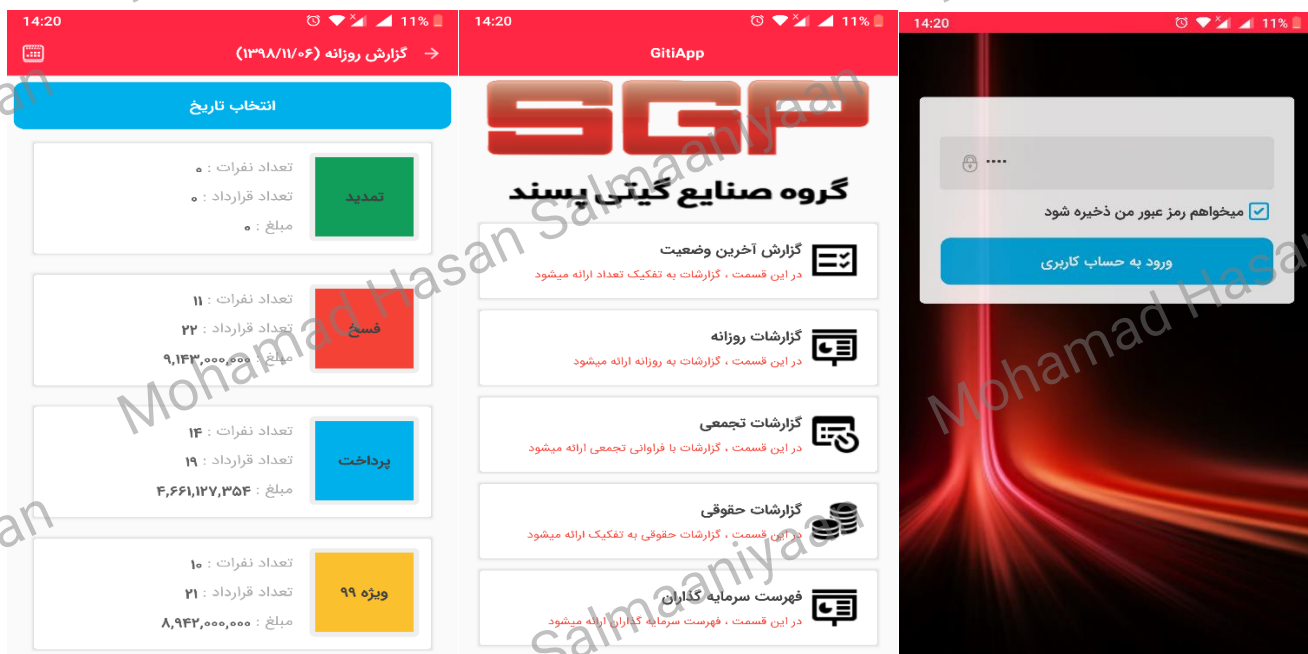 14:20
11%
گزارش روزانه (۱۳۹۸/۱۱/۰۶)
انتخاب تاریخ
تمدید
تعداد نفرات : ۰
تعداد قرارداد : ۰
مبلغ : ۰
فسخ
تعداد نفرات : ۱۱
تعداد قرارداد : ۲۲
مبلغ : ۹,۱۴۳,۰۰۰,۰۰۰
پرداخت
تعداد نفرات : ۱۴
تعداد قرارداد : ۱۹
مبلغ : ۴,۶۶۱,۱۲۷,۳۵۴
ویژه ۹۹
تعداد نفرات : ۱۰
تعداد قرارداد : ۲۱
مبلغ : ۸,۹۴۲,۰۰۰,۰۰۰
14:20
11%
GitiApp
SGP
گروه صنایع گیتی پسند
گزارش آخرین وضعیت
در این قسمت ، گزارشات به تفکیک تعداد ارائه میشود
گزارشات روزانه
در این قسمت ، گزارشات به روزانه ارائه میشود
گزارشات تجمعی
در این قسمت ، گزارشات با فراوانی تجمعی ارائه میشود
گزارشات حقوقی
در این قسمت ، گزارشات حقوقی به تفکیک ارائه میشود
فهرست سرمایه گذاران
در این قسمت ، فهرست سرمایه گذاران ارائه میشود
14:20
11%
میخواهم رمز عبور من ذخیره شود
ورود به حساب کاربری
Mohamad Hasan Salmaaniyaan
Mohamad Hasa
Salmaaniyaan
an
an